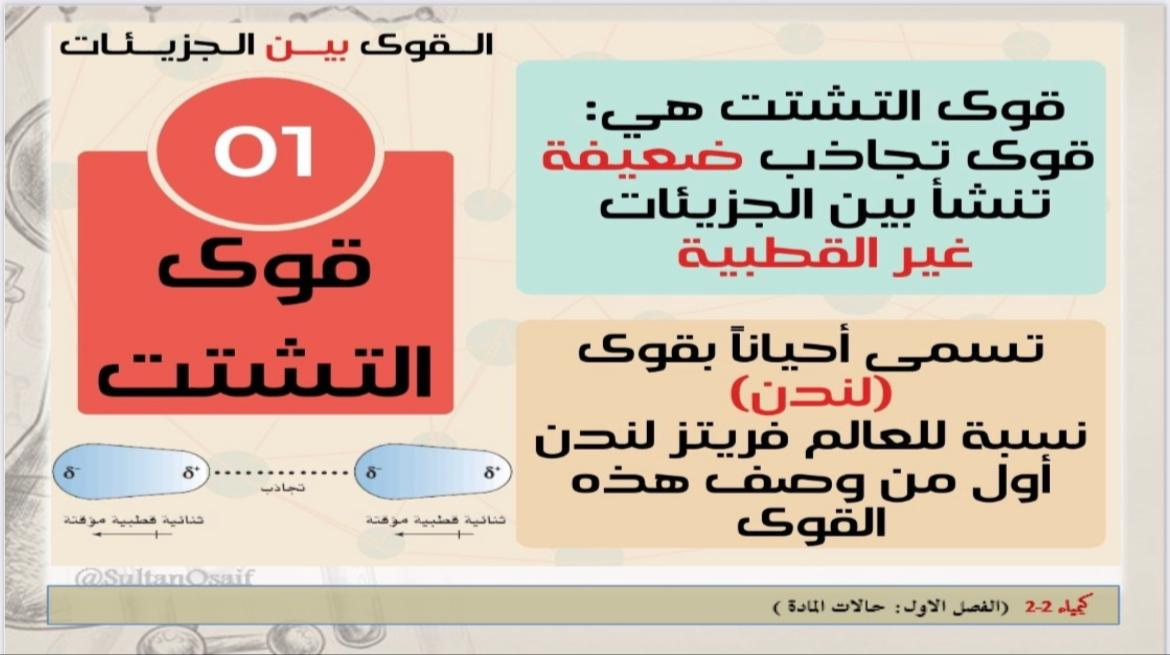 القوى بين الجزيئات
01
قوى
التشتت
قوى التشتت هي:
قوى تجاذب ضعيفة
تنشأ بين الجزيئات
غير القطبية
تسمى أحياناً بقوى
(لندن)
نسبة للعالم فريتز لندن
أول من وصف هذه
القوى
δ⁻ δ⁺ δ⁻ δ⁺
تجاذب
ثنائية قطبية مؤقتة ثنائية قطبية مؤقتة
@SultanOsaif
كيمياء 2-2 (الفصل الاول: حالات المادة )